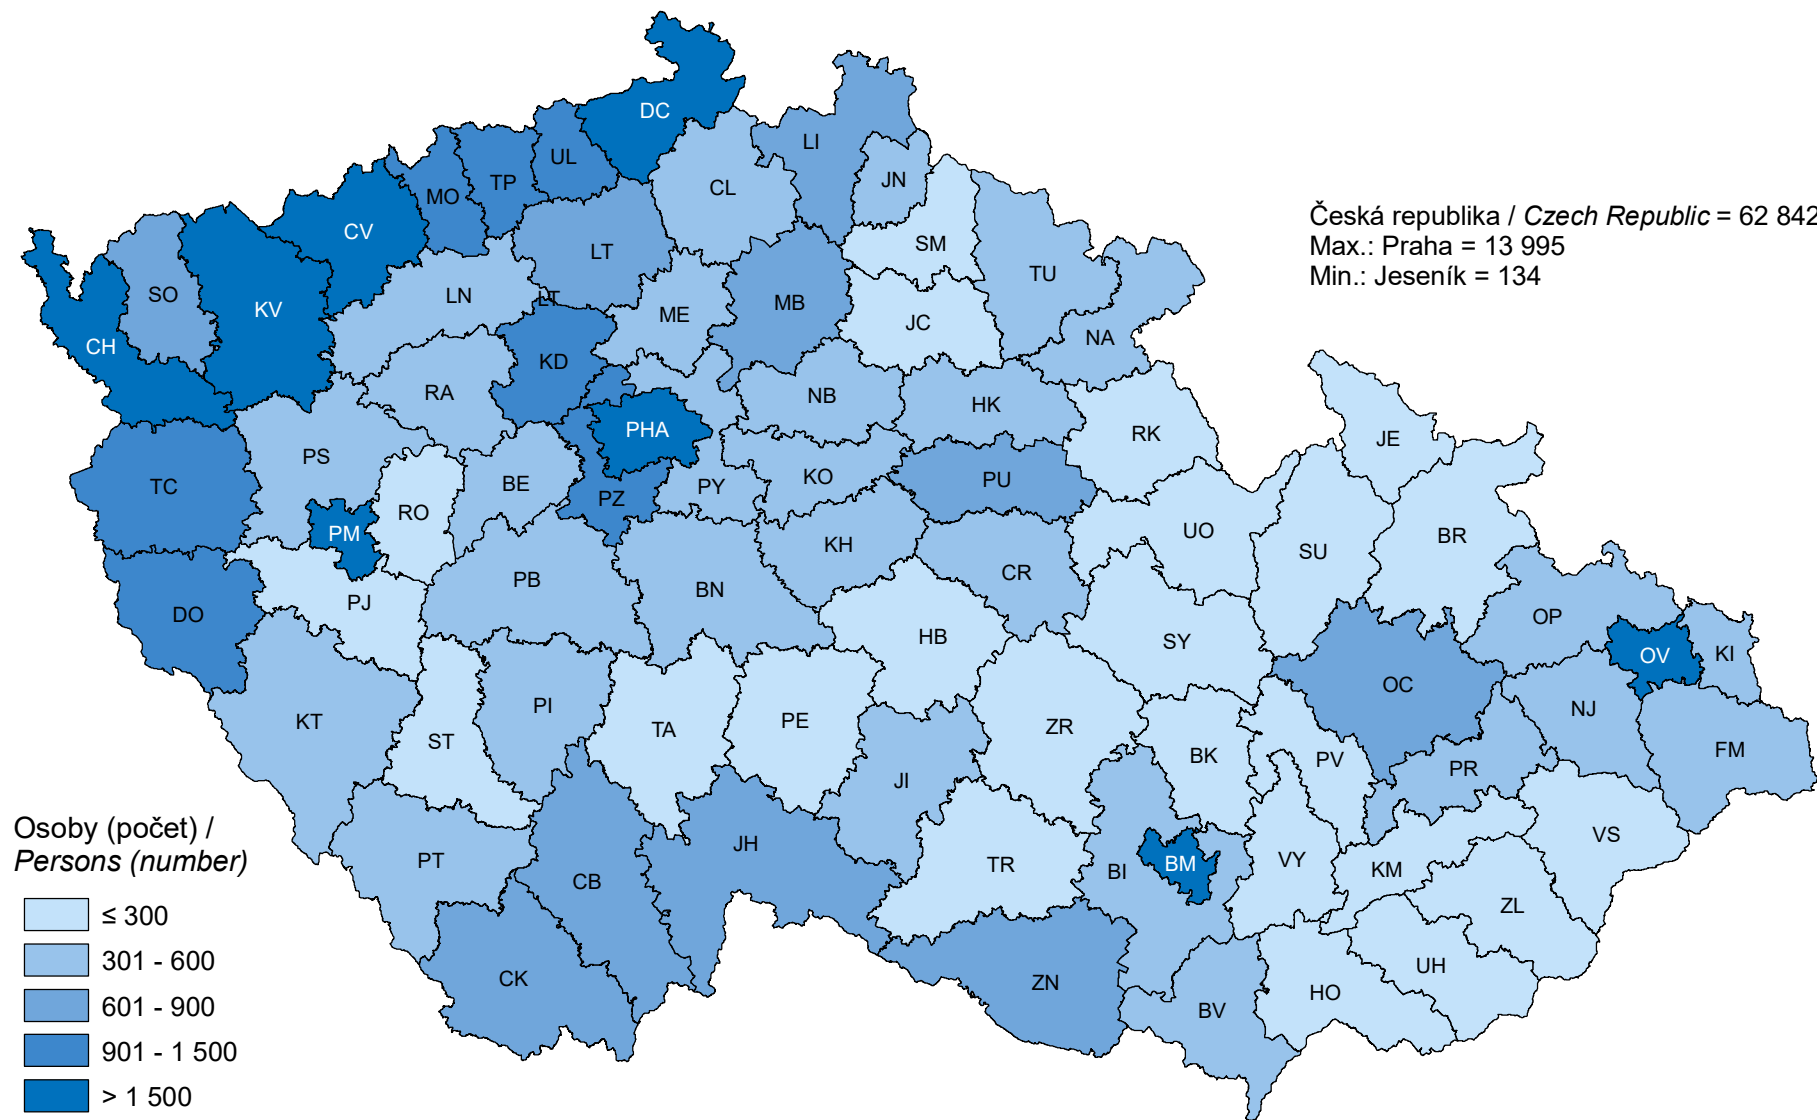 DC
UL
LI
TP
MO
CL
JN
CV
Česká republika / Czech Republic = 62 842
Max.: Praha = 13 995
Min.: Jeseník = 134
SM
LT
TU
SO
LN
LT
KV
ME
MB
JC
NA
CH
KD
RA
NB
HK
PHA
RK
JE
PS
TC
BE
PY
KO
PU
RO
PZ
PM
UO
SU
BR
KH
CR
PB
BN
PJ
DO
HB
SY
OP
OV
KI
OC
PI
KT
TA
PE
ZR
NJ
ST
BK
PV
FM
PR
JI
Osoby (počet) /
Persons (number)
JH
VS
PT
TR
BI
BM
VY
KM
CB
ZL
≤ 300
301 - 600
UH
CK
ZN
HO
601 - 900
BV
901 - 1 500
> 1 500